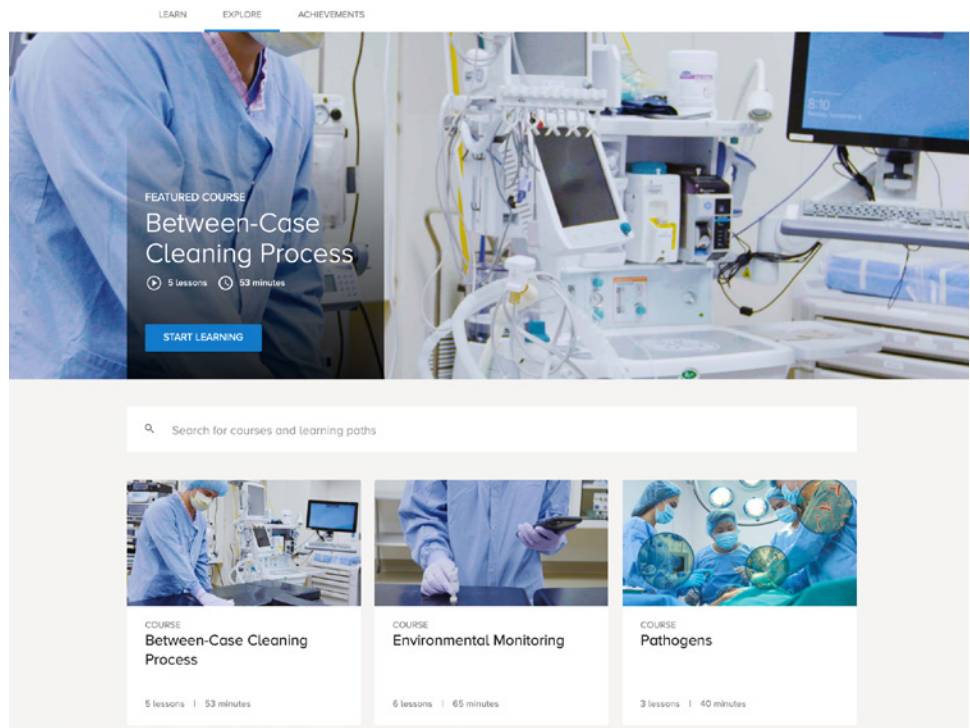 LEARN EXPLORE ACHIEVEMENTS
8:10
FEATURED COURSE
Between-Case
Cleaning Process
5 lessons 53 minutes
START LEARNING
Search for courses and learning paths
COURSE
Between-Case Cleaning
Process
5 lessons | 53 minutes
COURSE
Environmental Monitoring
6 lessons | 65 minutes
COURSE
Pathogens
3 lessons | 40 minutes